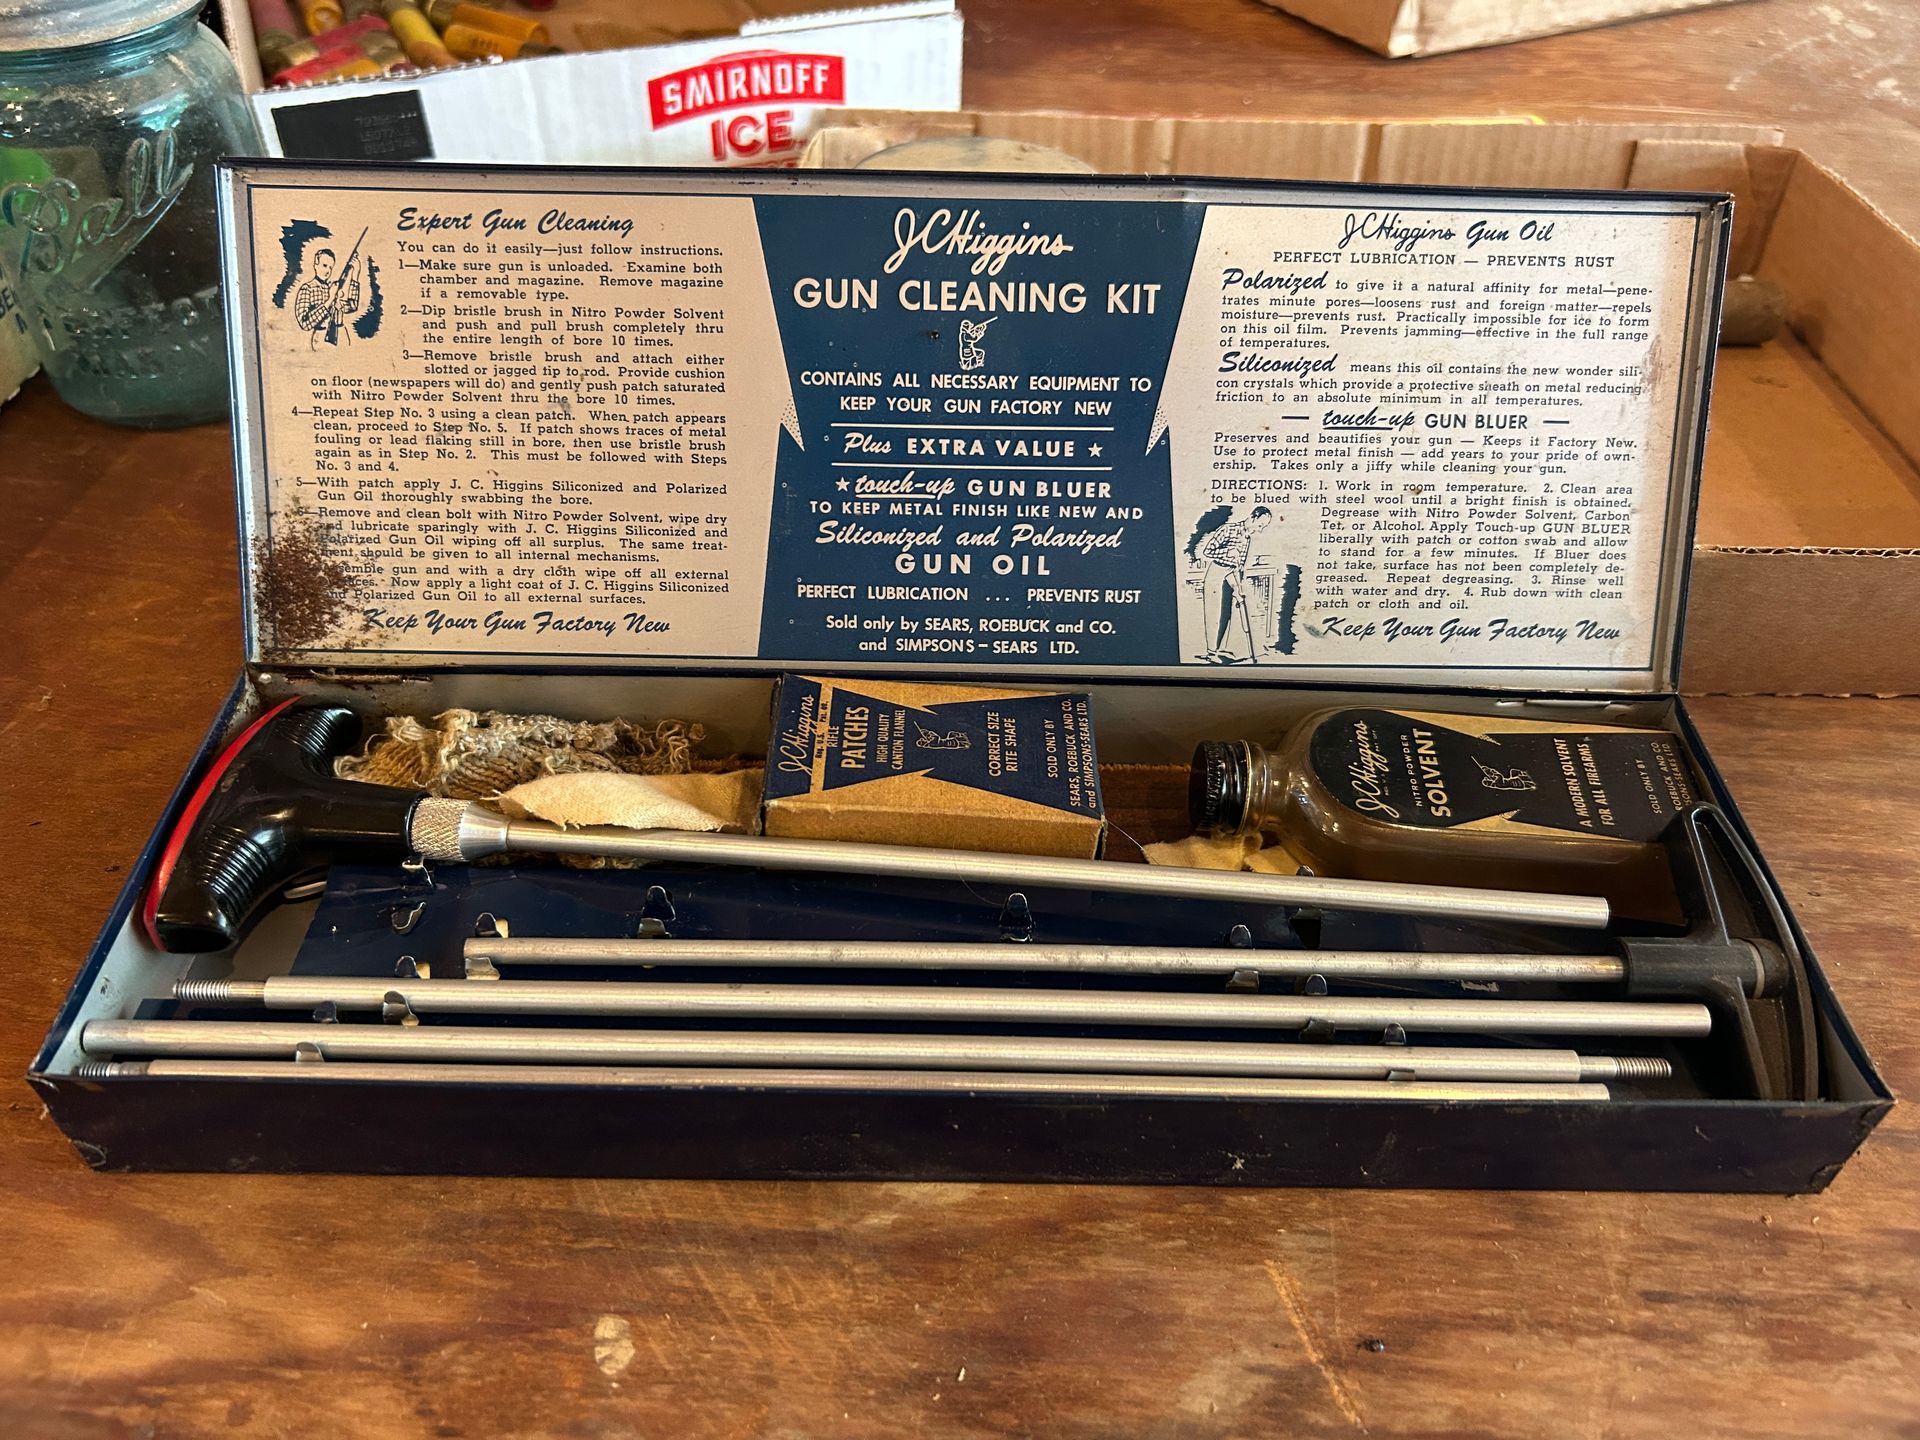 Ball
SMIRNOFF
ICE
Expert Gun Cleaning
You can do it easily—just follow instructions.
1—Make sure gun is unloaded. Examine both
chamber and magazine. Remove magazine
if a removable type.
2—Dip bristle brush in Nitro Powder Solvent
and push and pull brush completely thru
the entire length of bore 10 times.
3—Remove bristle brush and attach either
slotted or jagged tip to rod. Provide cushion
on floor (newspapers will do) and gently push patch saturated
with Nitro Powder Solvent thru the bore 10 times.
4—Repeat Step No. 3 using a clean patch. When patch appears
clean, proceed to Step No. 5. If patch shows traces of metal
fouling or lead flaking still in bore, then use bristle brush
again as in Step No. 2. This must be followed with Steps
No. 3 and 4.
5—With patch apply J. C. Higgins Siliconized and Polarized
Gun Oil thoroughly swabbing the bore.
6—Remove and clean bolt with Nitro Powder Solvent, wipe dry
and lubricate sparingly with J. C. Higgins Siliconized and
Polarized Gun Oil wiping off all surplus. The same treat-
ment should be given to all internal mechanisms.
gun and with a dry cloth wipe off all external
Now apply a light coat of J. C. Higgins Siliconized
and Polarized Gun Oil to all external surfaces.
Keep Your Gun Factory New
JCHiggins
GUN CLEANING KIT
CONTAINS ALL NECESSARY EQUIPMENT TO
KEEP YOUR GUN FACTORY NEW
Plus EXTRA VALUE ★
★ touch-up GUN BLUER
TO KEEP METAL FINISH LIKE NEW AND
Siliconized and Polarized
GUN OIL
PERFECT LUBRICATION ... PREVENTS RUST
Sold only by SEARS, ROEBUCK and CO.
and SIMPSONS-SEARS LTD.
JCHiggins Gun Oil
PERFECT LUBRICATION — PREVENTS RUST
Polarized to give it a natural affinity for metal—pene-
trates minute pores—loosens rust and foreign matter—repels
moisture—prevents rust. Practically impossible for ice to form
on this oil film. Prevents jamming—effective in the full range
of temperatures.
Siliconized means this oil contains the new wonder sili-
con crystals which provide a protective sheath on metal reducing
friction to an absolute minimum in all temperatures.
— touch-up GUN BLUER —
Preserves and beautifies your gun — Keeps it Factory New.
Use to protect metal finish — add years to your pride of own-
ership. Takes only a jiffy while cleaning your gun.
DIRECTIONS: 1. Work in room temperature. 2. Clean area
to be blued with steel wool until a bright finish is obtained.
Degrease with Nitro Powder Solvent, Carbon
Tet, or Alcohol. Apply Touch-up GUN BLUER
liberally with patch or cotton swab and allow
to stand for a few minutes. If Bluer does
not take, surface has not been completely de-
greased. Repeat degreasing. 3. Rinse well
with water and dry. 4. Rub down with clean
patch or cloth and oil.
Keep Your Gun Factory New
JCHiggins
REG. U.S. PAT. OFF.
RIFLE
PATCHES
HIGH QUALITY
CANTON FLANNEL
CORRECT SIZE
RITE SHAPE
SOLD ONLY BY
SEARS, ROEBUCK AND CO.
and SIMPSONS-SEARS LTD.
JCHiggins
NITRO POWDER
SOLVENT
A MODERN SOLVENT
FOR ALL FIREARMS
SOLD ONLY BY
ROEBUCK AND CO.
SEARS LTD.